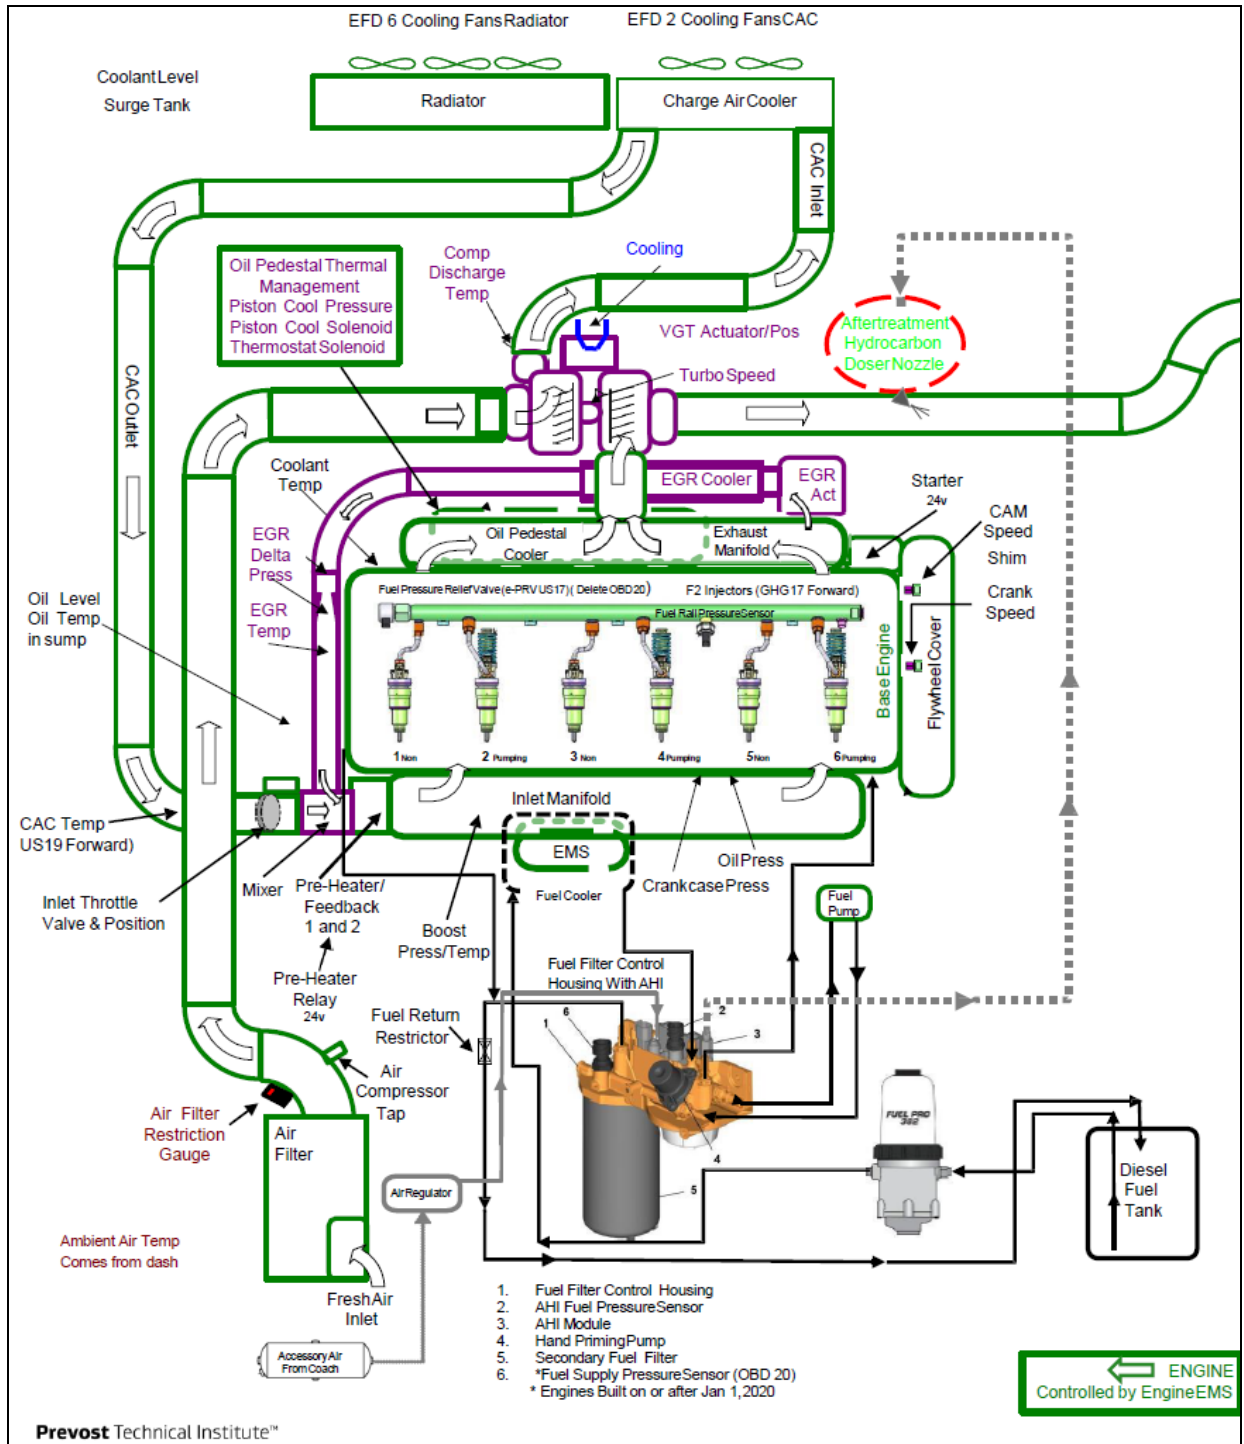 EFD 6 Cooling Fans Radiator
EFD 2 Cooling Fans CAC
Coolant Level
Surge Tank
Radiator
Charge Air Cooler
CAC Inlet
Oil Pedestal Thermal
Management
Piston Cool Pressure
Piston Cool Solenoid
Thermostat Solenoid
Comp
Discharge
Temp
Cooling
VGT Actuator/Pos
Turbo Speed
Aftertreatment
Hydrocarbon
Doser Nozzle
CAC Outlet
Coolant
Temp
EGR Cooler
EGR
Act
Starter
24v
CAM
Speed
Shim
Crank
Speed
Oil Pedestal
Cooler
Exhaust
Manifold
EGR
Delta
Press
EGR
Temp
Oil Level
Oil Temp
in sump
Fuel Pressure Relief Valve (e-PRV US17)( Delete OBD20)
F2 Injectors (GHG 17 Forward)
Fuel Rail Pressure Sensor
Base Engine
Flywheel Cover
1 Non
2 Pumping
3 Non
4 Pumping
5 Non
6 Pumping
CAC Temp
US19 Forward)
Inlet Throttle
Valve & Position
Mixer
Pre-Heater/
Feedback
1 and 2
Pre-Heater
Relay
24v
Inlet Manifold
EMS
Fuel Cooler
Boost
Press/Temp
Oil Press
Crankcase Press
Fuel
Pump
Fuel Filter Control
Housing With AHI
Fuel Return
Restrictor
1
6
2
3
4
5
Air
Compressor
Tap
Air Filter
Restriction
Gauge
Air
Filter
Air Regulator
FUEL PRO
382
Diesel
Fuel
Tank
Ambient Air Temp
Comes from dash
Fresh Air
Inlet
Accessory Air
From Coach
1. Fuel Filter Control Housing
2. AHI Fuel Pressure Sensor
3. AHI Module
4. Hand Priming Pump
5. Secondary Fuel Filter
6. *Fuel Supply Pressure Sensor (OBD 20)
* Engines Built on or after Jan 1,2020
ENGINE
Controlled by Engine EMS
Prevost Technical Institute™